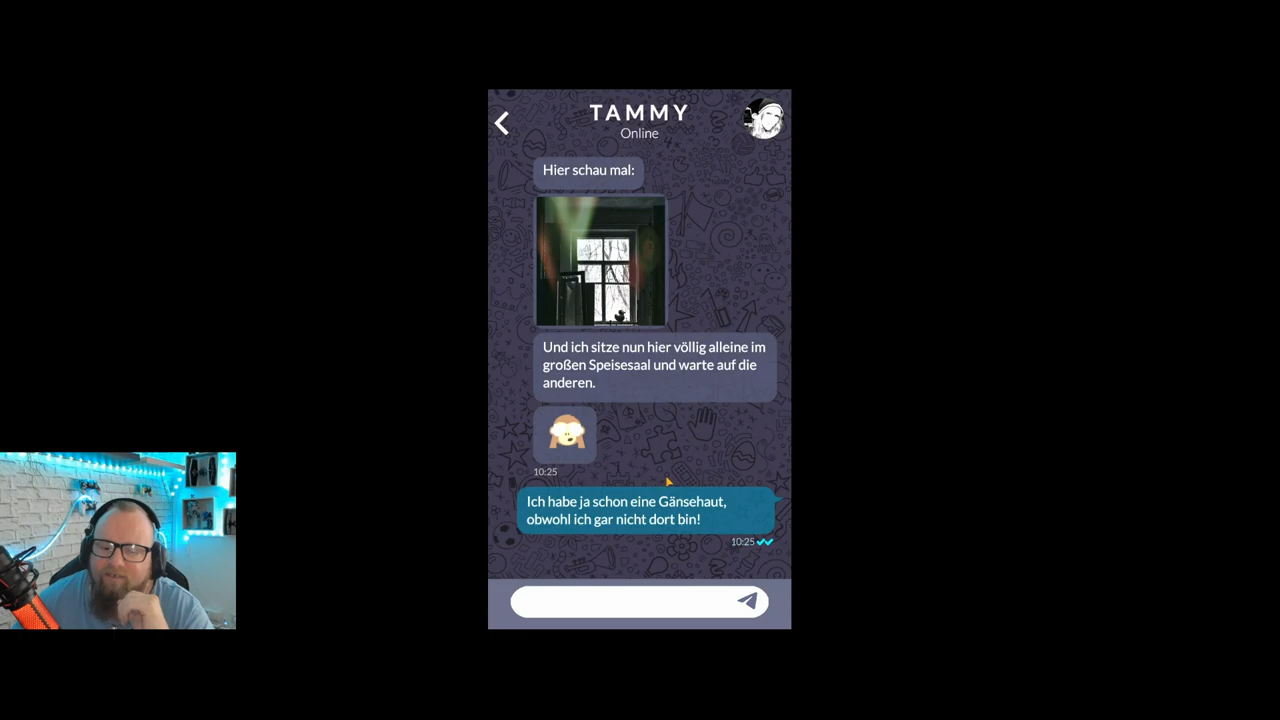 TAMMY
Online
Hier schau mal:
Und ich sitze nun hier völlig alleine im
großen Speisesaal und warte auf die
anderen.
10:25
Ich habe ja schon eine Gänsehaut,
obwohl ich gar nicht dort bin!
10:25